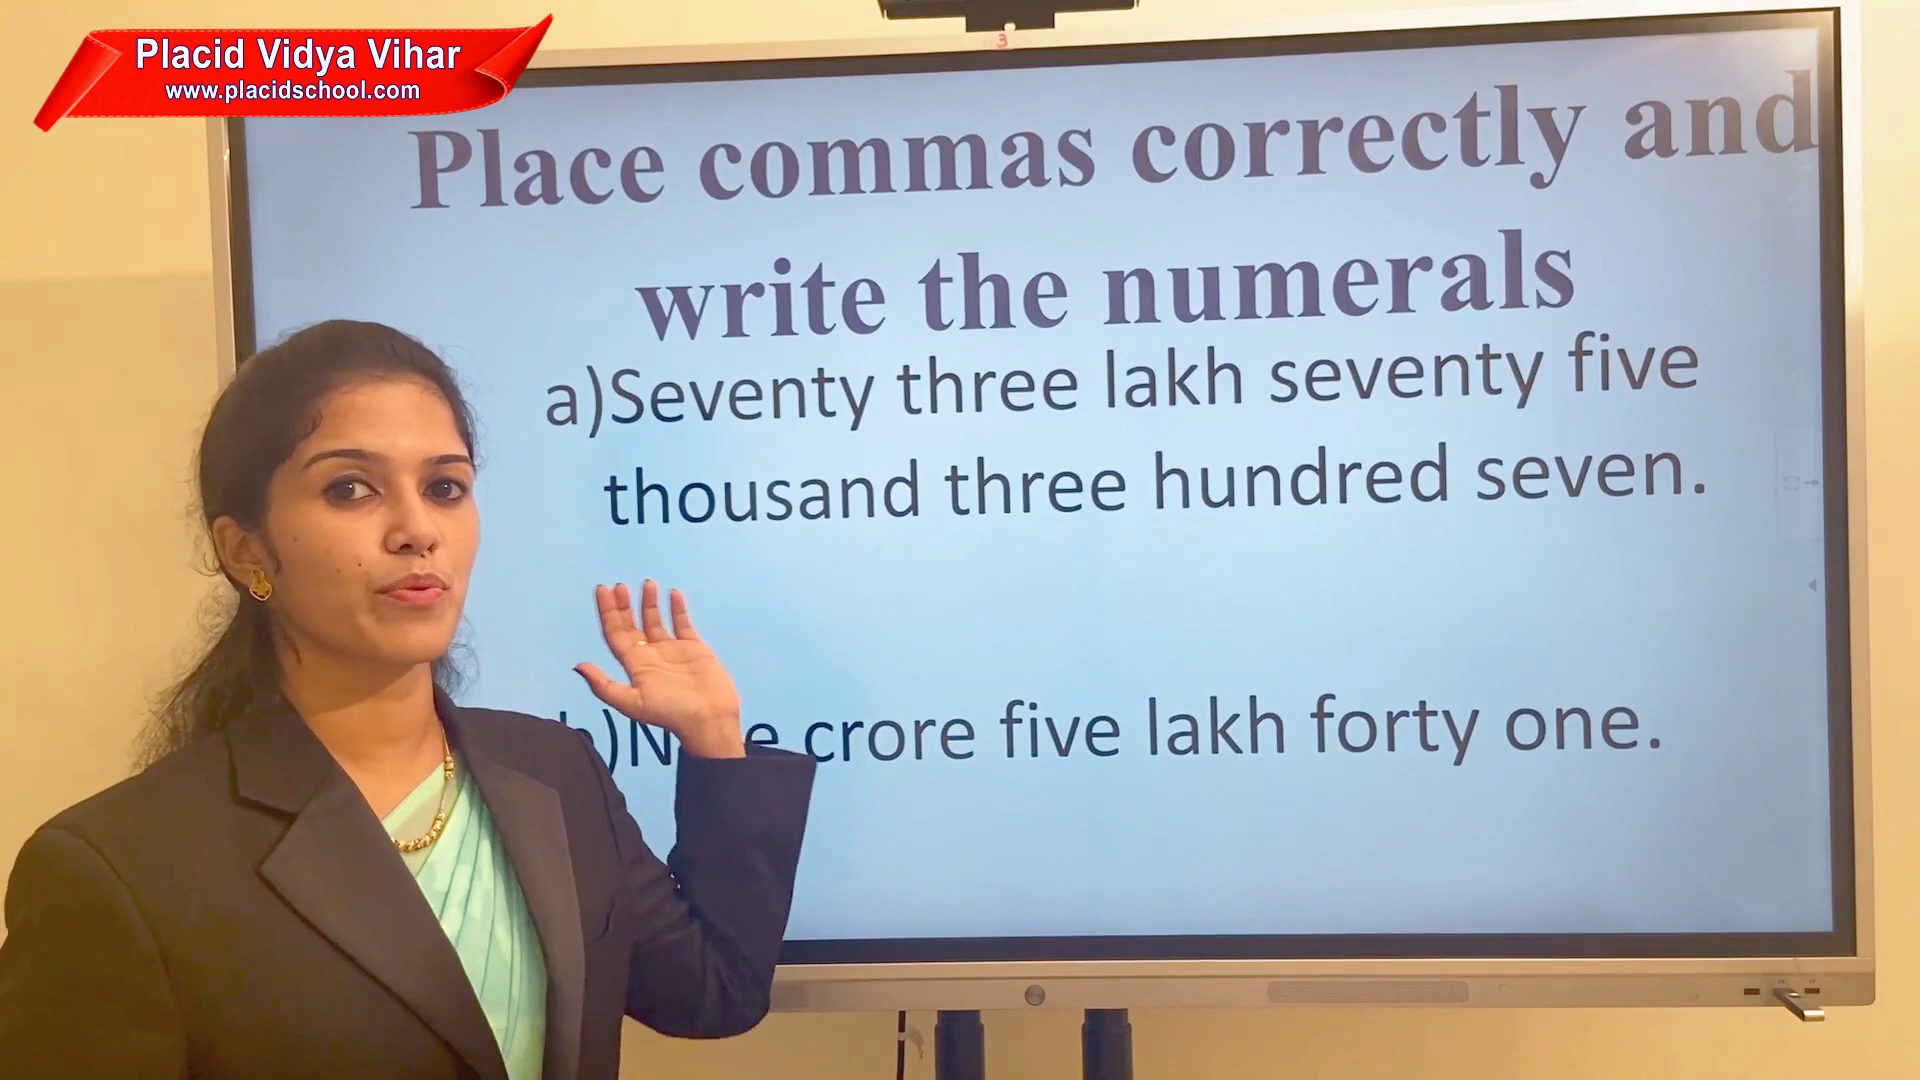 Placid Vidya Vihar
www.placidschool.com
3
Place commas correctly and
write the numerals
a)Seventy three lakh seventy five
thousand three hundred seven.
crore five lakh forty one.